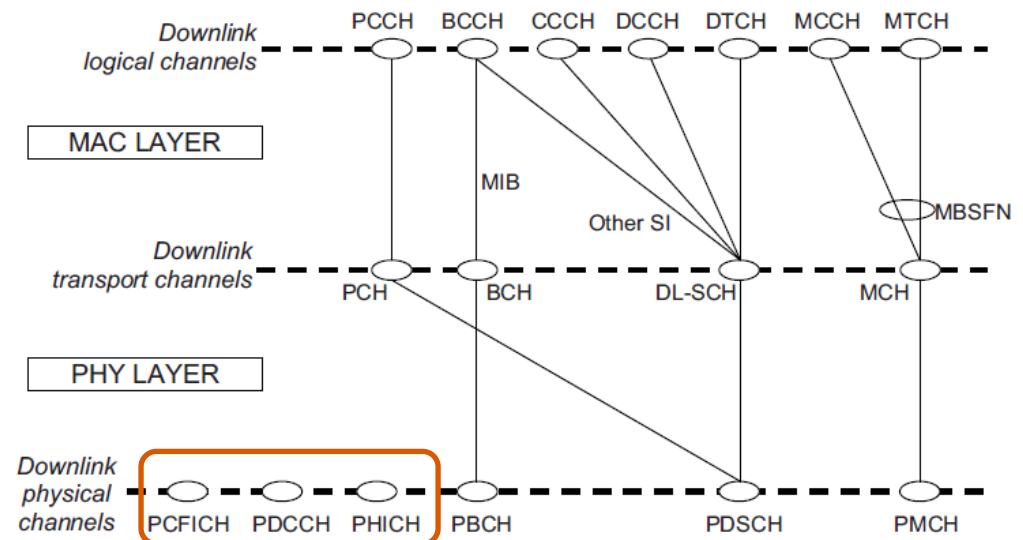 PCCH BCCH CCCH DCCH DTCH MCCH MTCH
Downlink
logical channels
MAC LAYER
MIB
Other SI
MBSFN
Downlink
transport channels
PCH BCH DL-SCH MCH
PHY LAYER
Downlink
physical
channels
PCFICH PDCCH PHICH PBCH PDSCH PMCH